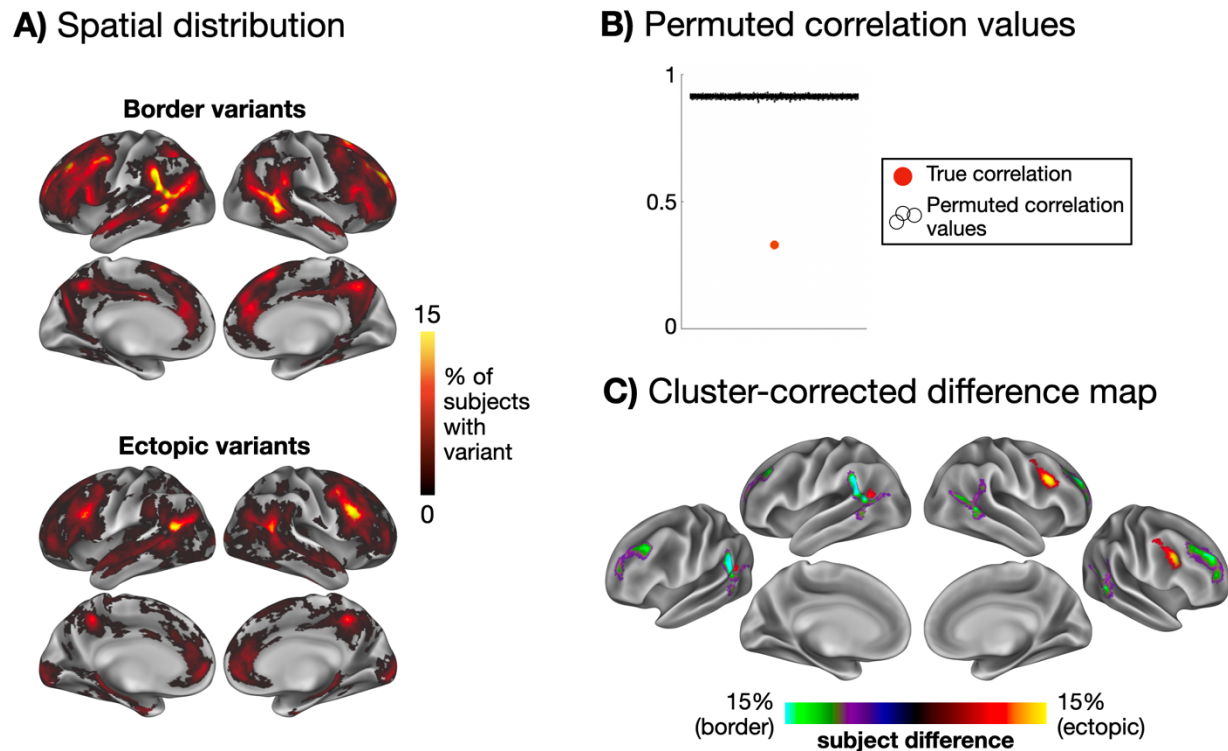 A) Spatial distribution
Border variants
15
% of
subjects
with
variant
0
Ectopic variants
B) Permuted correlation values
1
0.5
0
True correlation
Permuted correlation
values
C) Cluster-corrected difference map
15%
(border)
15%
(ectopic)
subject difference